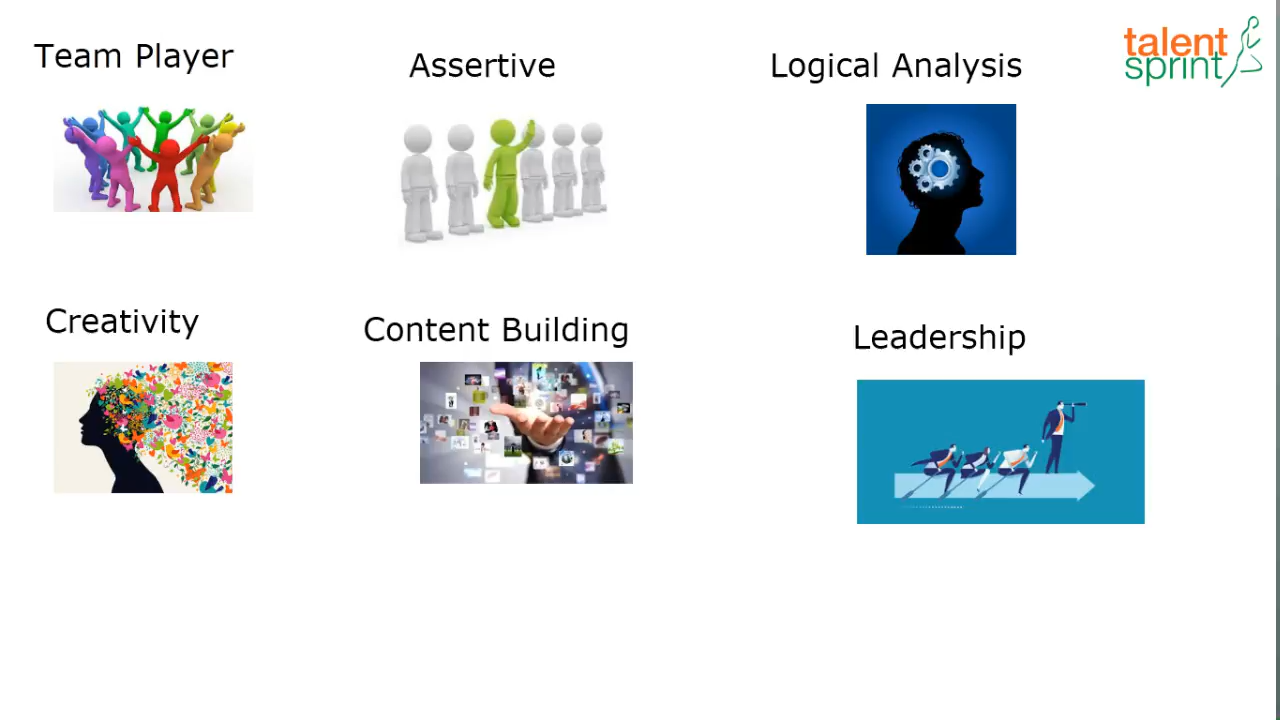 Team Player
Assertive
Logical Analysis
talent
sprint
Creativity
Content Building
Leadership